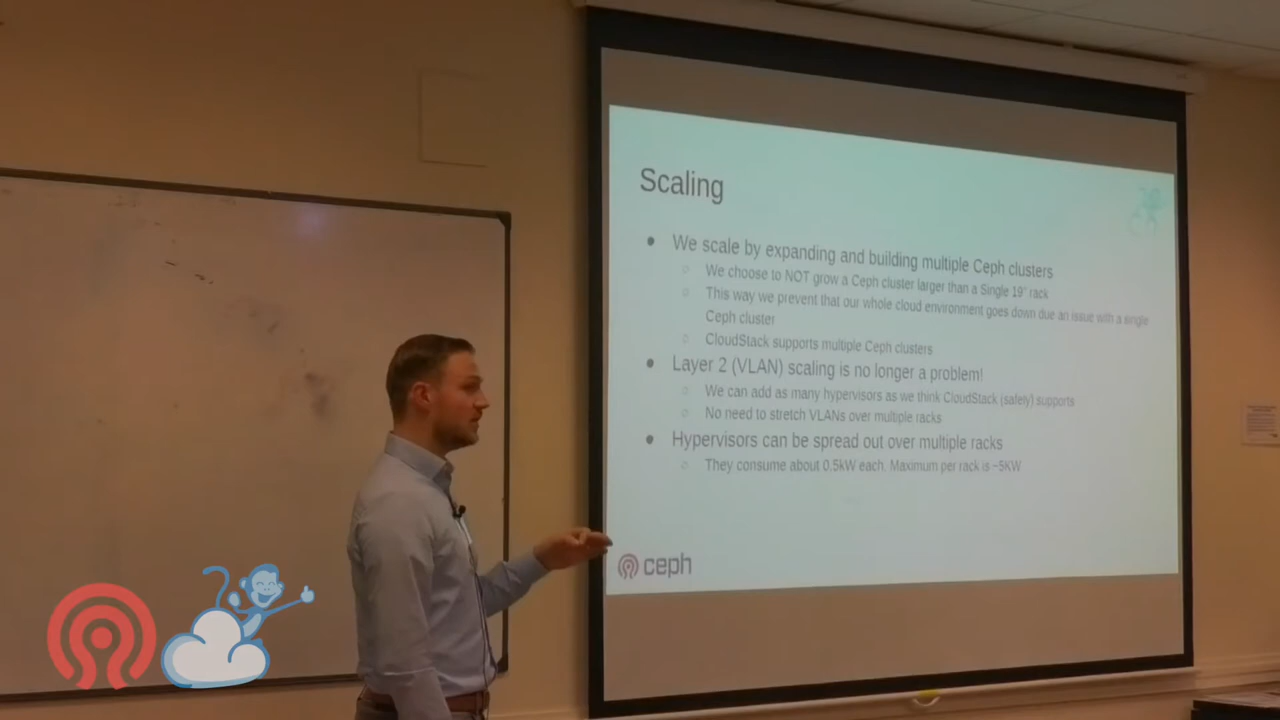 Scaling
● We scale by expanding and building multiple Ceph clusters
○ We choose to NOT grow a Ceph cluster larger than a Single 19" rack
○ This way we prevent that our whole cloud environment goes down due an issue with a single
Ceph cluster
○ CloudStack supports multiple Ceph clusters
● Layer 2 (VLAN) scaling is no longer a problem!
○ We can add as many hypervisors as we think CloudStack (safely) supports
○ No need to stretch VLANs over multiple racks
● Hypervisors can be spread out over multiple racks
○ They consume about 0.5kW each. Maximum per rack is ~5KW
ceph